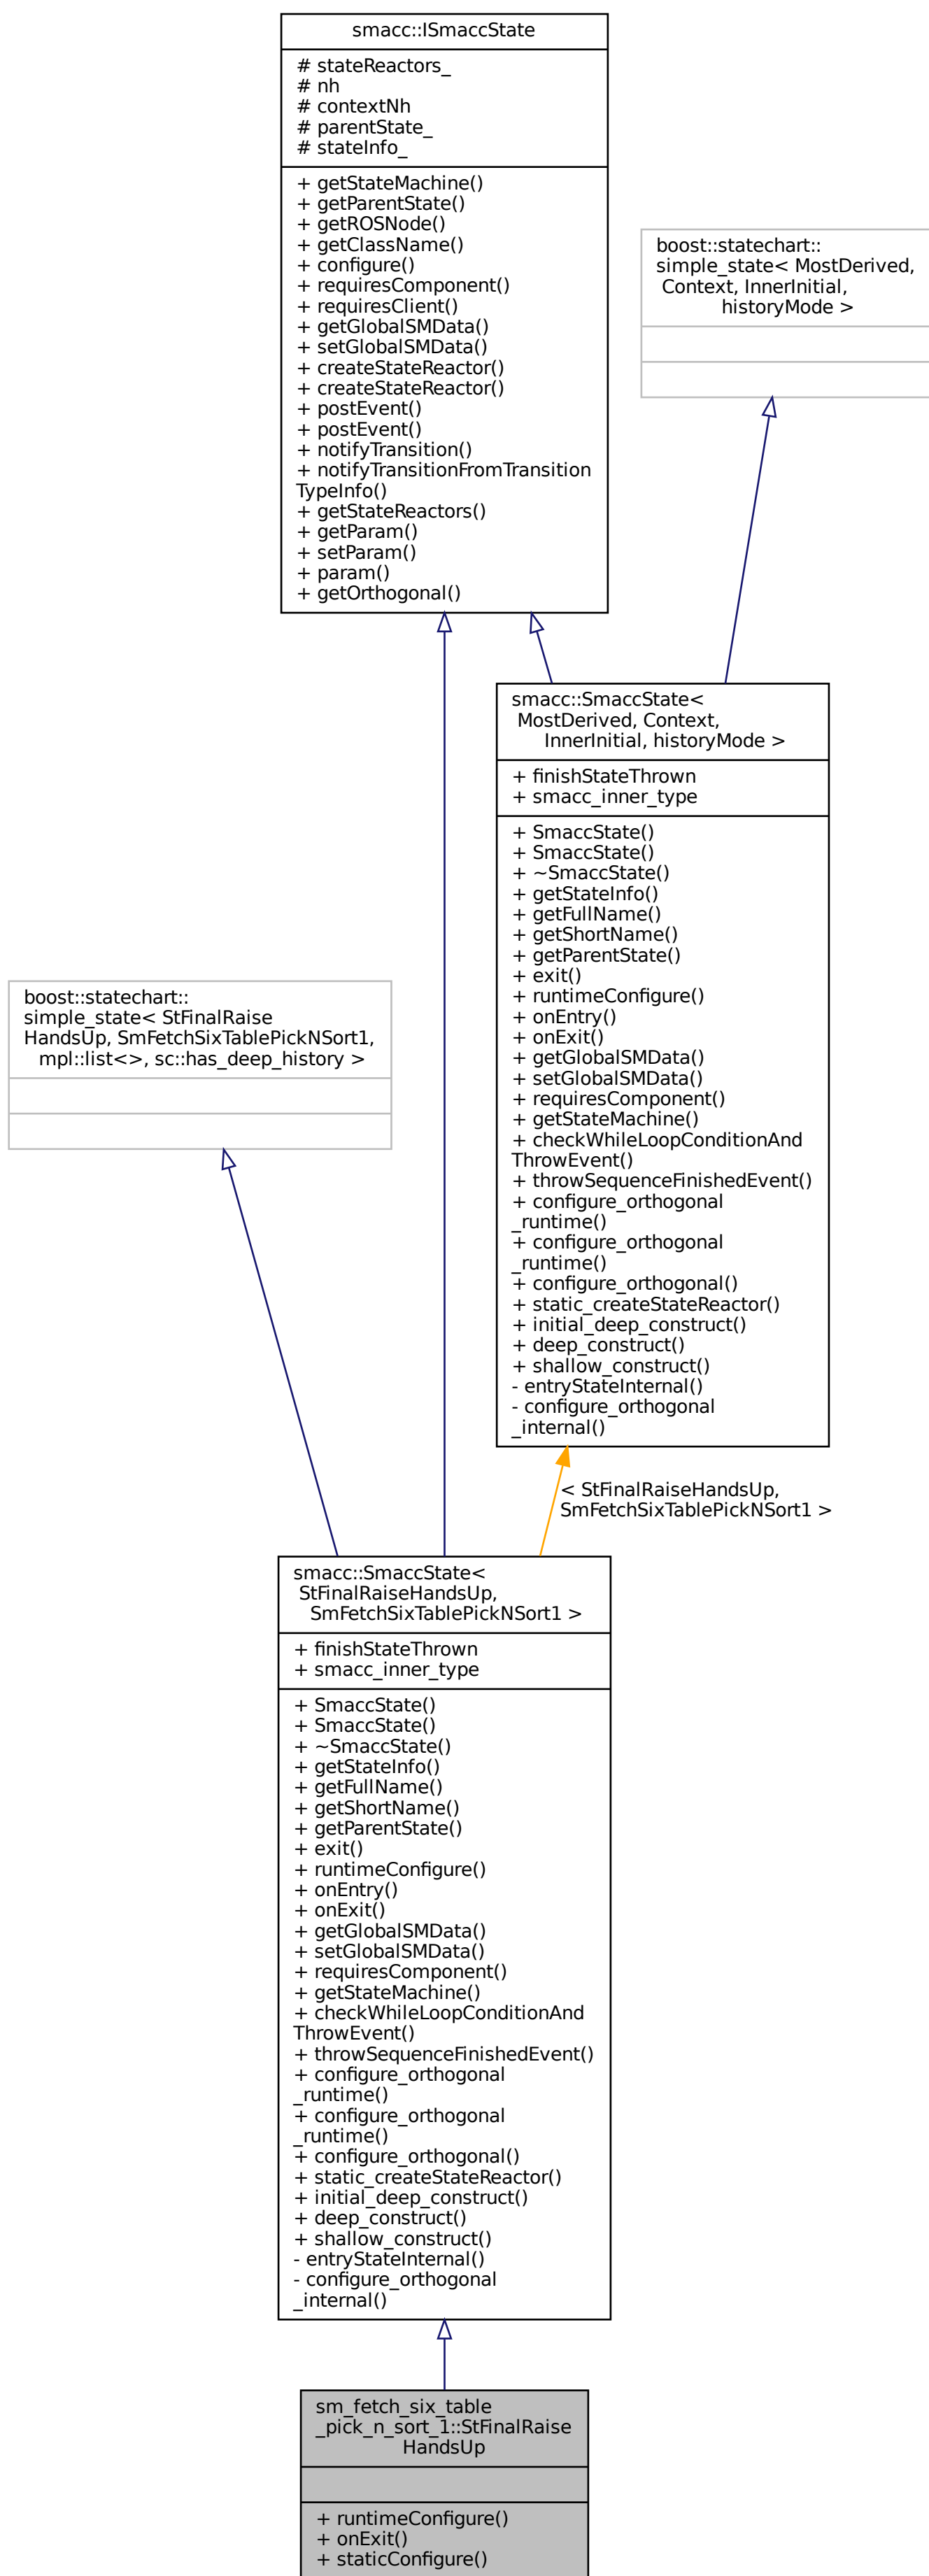 smacc::ISmaccState
# stateReactors_
# nh
# contextNh
# parentState_
# stateInfo_
+ getStateMachine()
+ getParentState()
+ getROSNode()
+ getClassName()
+ configure()
+ requiresComponent()
+ requiresClient()
+ getGlobalSMData()
+ setGlobalSMData()
+ createStateReactor()
+ createStateReactor()
+ postEvent()
+ postEvent()
+ notifyTransition()
+ notifyTransitionFromTransition
TypeInfo()
+ getStateReactors()
+ getParam()
+ setParam()
+ param()
+ getOrthogonal()
boost::statechart::
simple_state< MostDerived,
Context, InnerInitial,
historyMode >
smacc::SmaccState<
MostDerived, Context,
InnerInitial, historyMode >
+ finishStateThrown
+ smacc_inner_type
+ SmaccState()
+ SmaccState()
+ ~SmaccState()
+ getStateInfo()
+ getFullName()
+ getShortName()
+ getParentState()
+ exit()
+ runtimeConfigure()
+ onEntry()
+ onExit()
+ getGlobalSMData()
+ setGlobalSMData()
+ requiresComponent()
+ getStateMachine()
+ checkWhileLoopConditionAnd
ThrowEvent()
+ throwSequenceFinishedEvent()
+ configure_orthogonal
_runtime()
+ configure_orthogonal
_runtime()
+ configure_orthogonal()
+ static_createStateReactor()
+ initial_deep_construct()
+ deep_construct()
+ shallow_construct()
- entryStateInternal()
- configure_orthogonal
_internal()
boost::statechart::
simple_state< StFinalRaise
HandsUp, SmFetchSixTablePickNSort1,
mpl::list<>, sc::has_deep_history >
< StFinalRaiseHandsUp,
SmFetchSixTablePickNSort1 >
smacc::SmaccState<
StFinalRaiseHandsUp,
SmFetchSixTablePickNSort1 >
+ finishStateThrown
+ smacc_inner_type
+ SmaccState()
+ SmaccState()
+ ~SmaccState()
+ getStateInfo()
+ getFullName()
+ getShortName()
+ getParentState()
+ exit()
+ runtimeConfigure()
+ onEntry()
+ onExit()
+ getGlobalSMData()
+ setGlobalSMData()
+ requiresComponent()
+ getStateMachine()
+ checkWhileLoopConditionAnd
ThrowEvent()
+ throwSequenceFinishedEvent()
+ configure_orthogonal
_runtime()
+ configure_orthogonal
_runtime()
+ configure_orthogonal()
+ static_createStateReactor()
+ initial_deep_construct()
+ deep_construct()
+ shallow_construct()
- entryStateInternal()
- configure_orthogonal
_internal()
sm_fetch_six_table
_pick_n_sort_1::StFinalRaise
HandsUp
+ runtimeConfigure()
+ onExit()
+ staticConfigure()